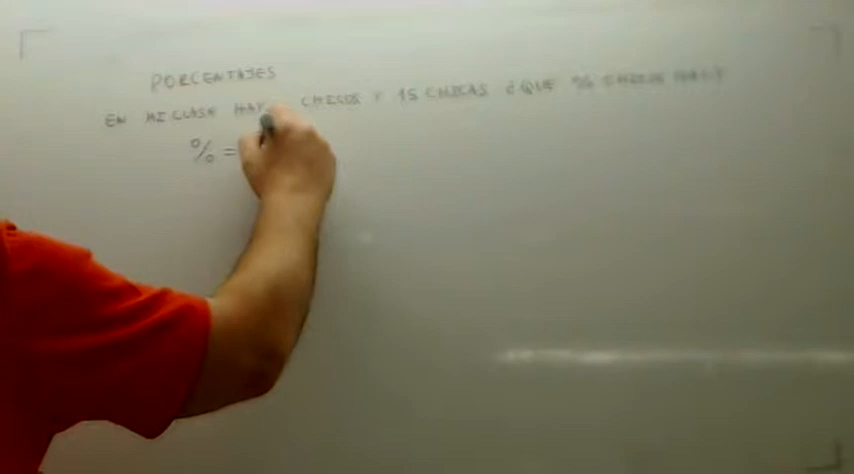 PORCENTAJES
EN MI CLASE HAY CHICOS Y 15 CHICAS ¿QUE % CHICOS HAY?
% =